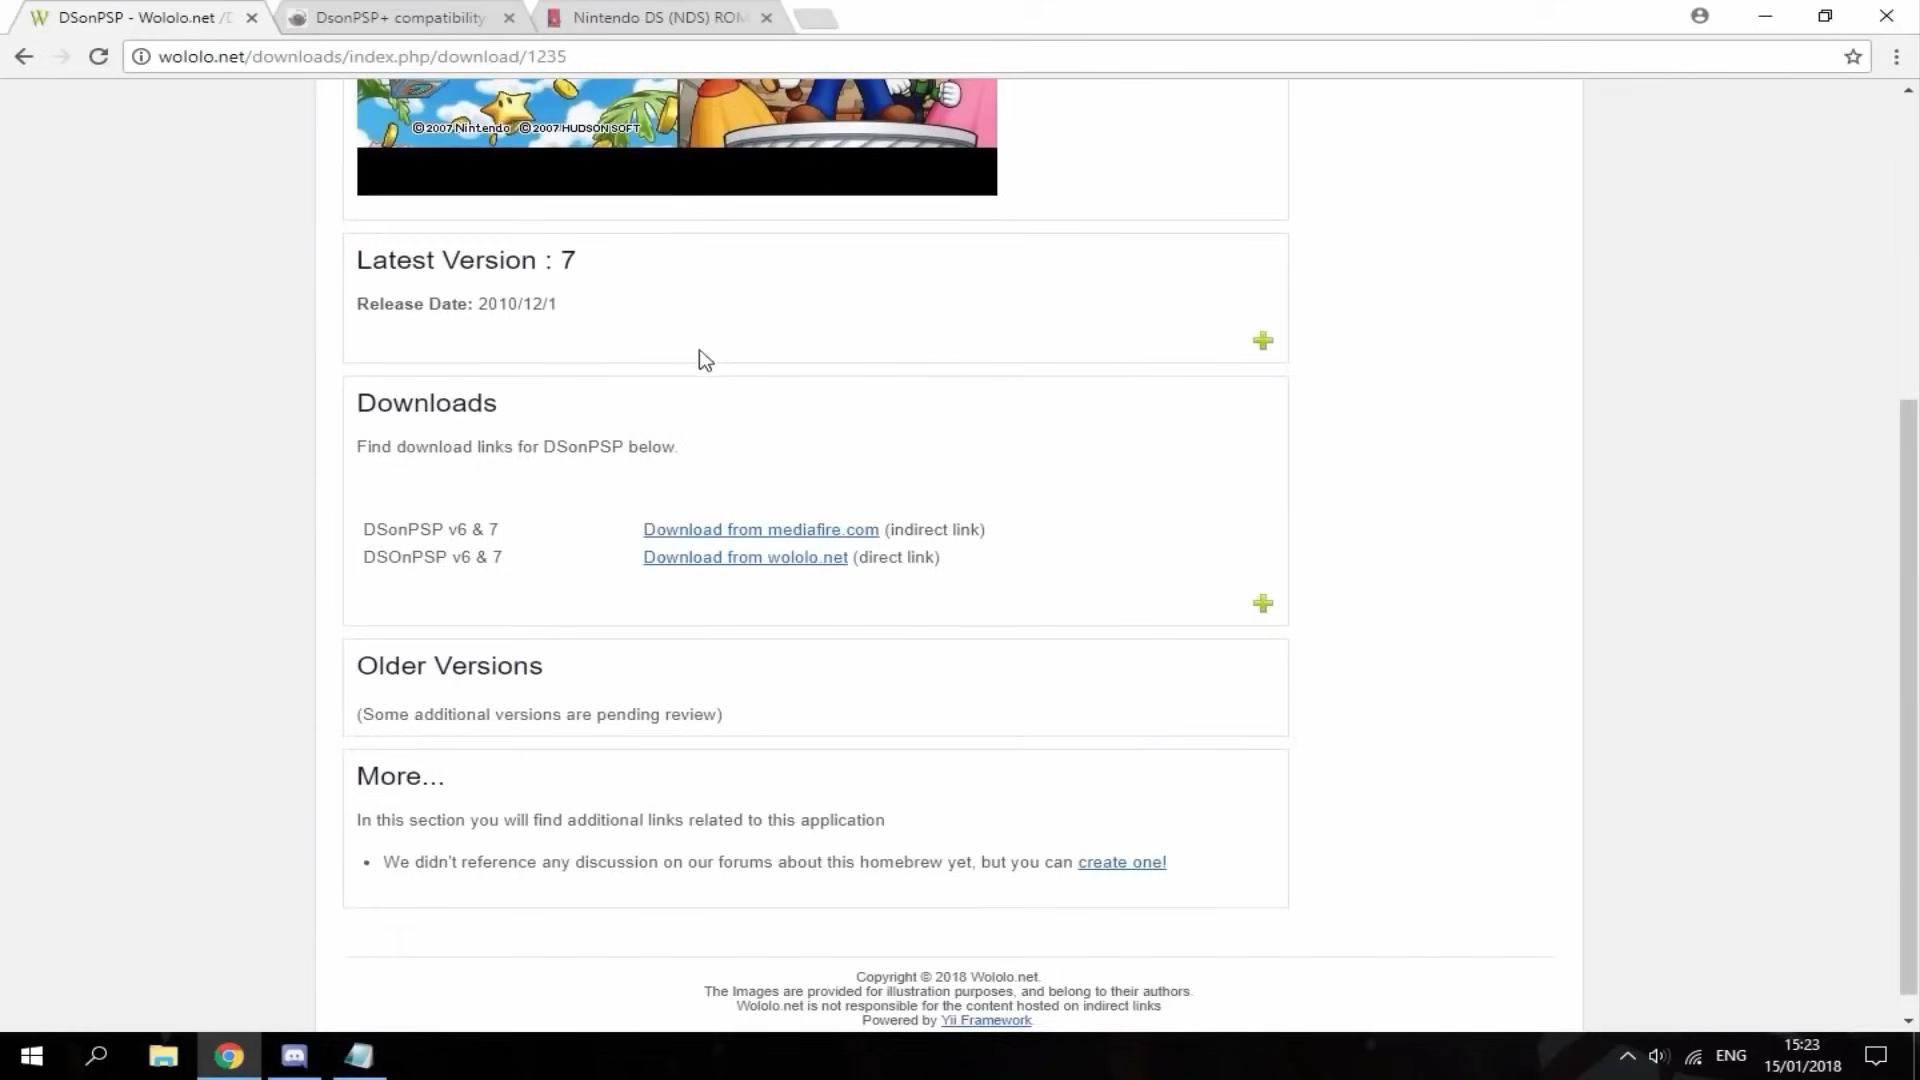 DSonPSP - Wololo.net /D
DsonPSP+ compatibility
Nintendo DS (NDS) ROM
wololo.net/downloads/index.php/download/1235
©2007 Nintendo ©2007 HUDSON SOFT
Latest Version : 7
Release Date: 2010/12/1
Downloads
Find download links for DSonPSP below.
DSonPSP v6 & 7 Download from mediafire.com (indirect link)
DSOnPSP v6 & 7 Download from wololo.net (direct link)
Older Versions
(Some additional versions are pending review)
More...
In this section you will find additional links related to this application
• We didn't reference any discussion on our forums about this homebrew yet, but you can create one!
Copyright © 2018 Wololo.net.
The Images are provided for illustration purposes, and belong to their authors.
Wololo.net is not responsible for the content hosted on indirect links
Powered by Yii Framework.
ENG
15:23
15/01/2018